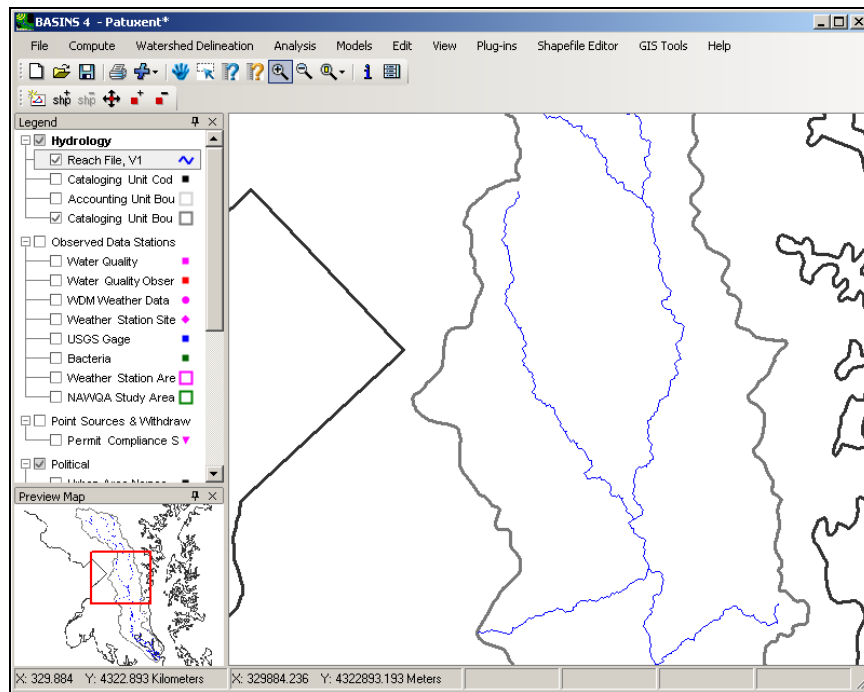 BASINS 4 - Patuxent*
File Compute Watershed Delineation Analysis Models Edit View Plug-ins Shapefile Editor GIS Tools Help
shp shp
Legend
Hydrology
Reach File, V1
Cataloging Unit Cod
Accounting Unit Bou
Cataloging Unit Bou
Observed Data Stations
Water Quality
Water Quality Obser
WDM Weather Data
Weather Station Site
USGS Gage
Bacteria
Weather Station Are
NAWQA Study Area
Point Sources & Withdraw
Permit Compliance S
Political
Preview Map
X: 329.884 Y: 4322.893 Kilometers X: 329884.236 Y: 4322893.193 Meters